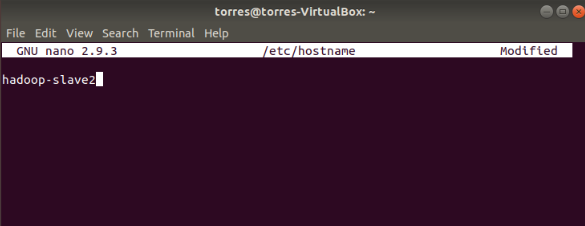 torres@torres-VirtualBox: ~
File Edit View Search Terminal Help
GNU nano 2.9.3 /etc/hostname Modified
hadoop-slave2